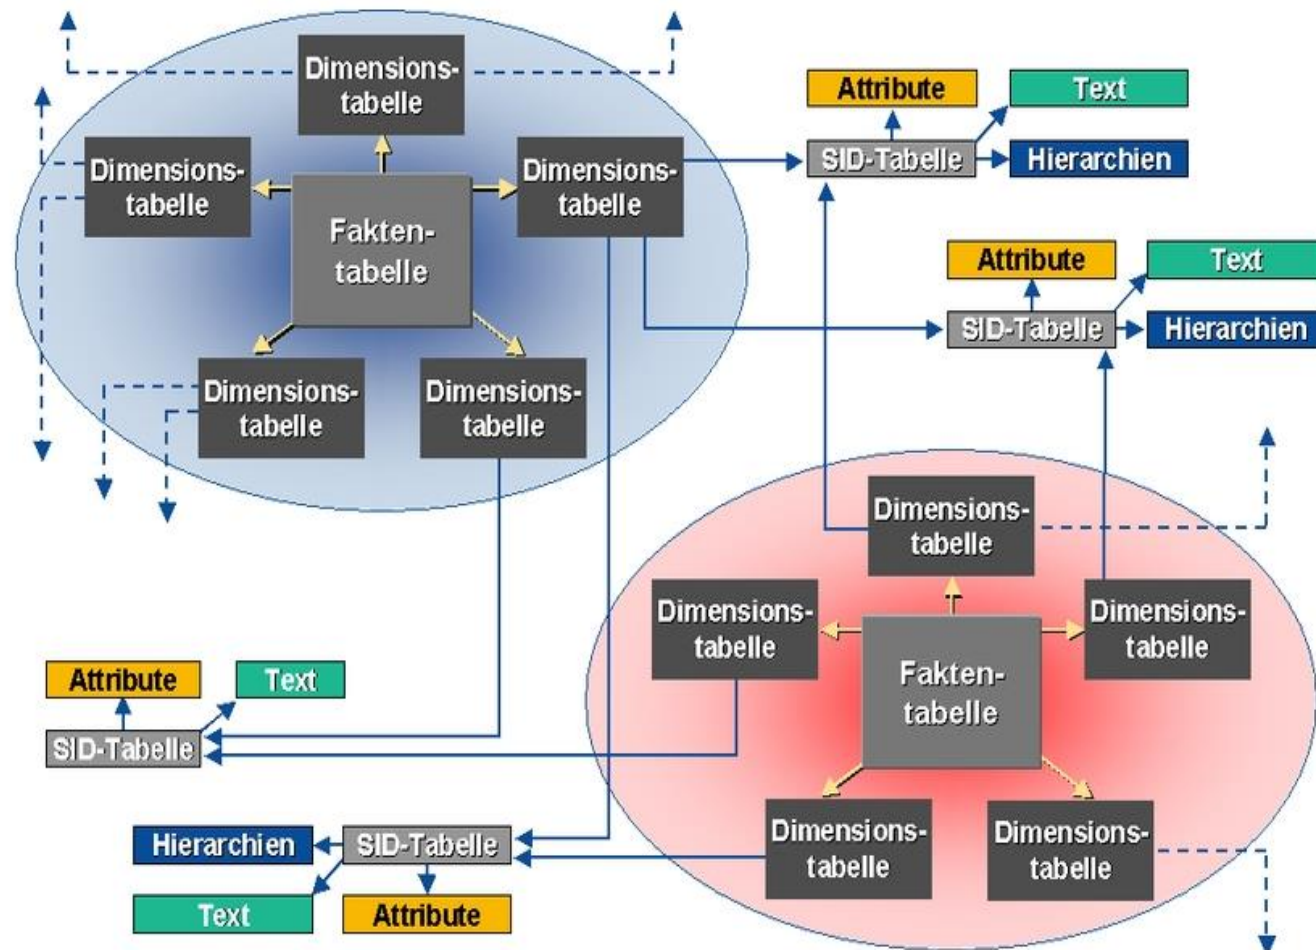 Dimensions-
tabelle
Dimensions-
tabelle
Dimensions-
tabelle
Fakten-
tabelle
Dimensions-
tabelle
Dimensions-
tabelle
Attribute
Text
SID-Tabelle
Hierarchien
Attribute
Text
SID-Tabelle
Hierarchien
Dimensions-
tabelle
Dimensions-
tabelle
Dimensions-
tabelle
Fakten-
tabelle
Dimensions-
tabelle
Dimensions-
tabelle
Attribute
Text
SID-Tabelle
Hierarchien
SID-Tabelle
Text
Attribute